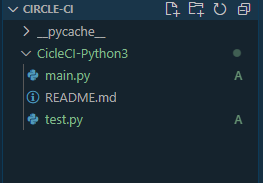 CIRCLE-CI
__pycache__
CicleCI-Python3
main.py A
README.md
test.py A